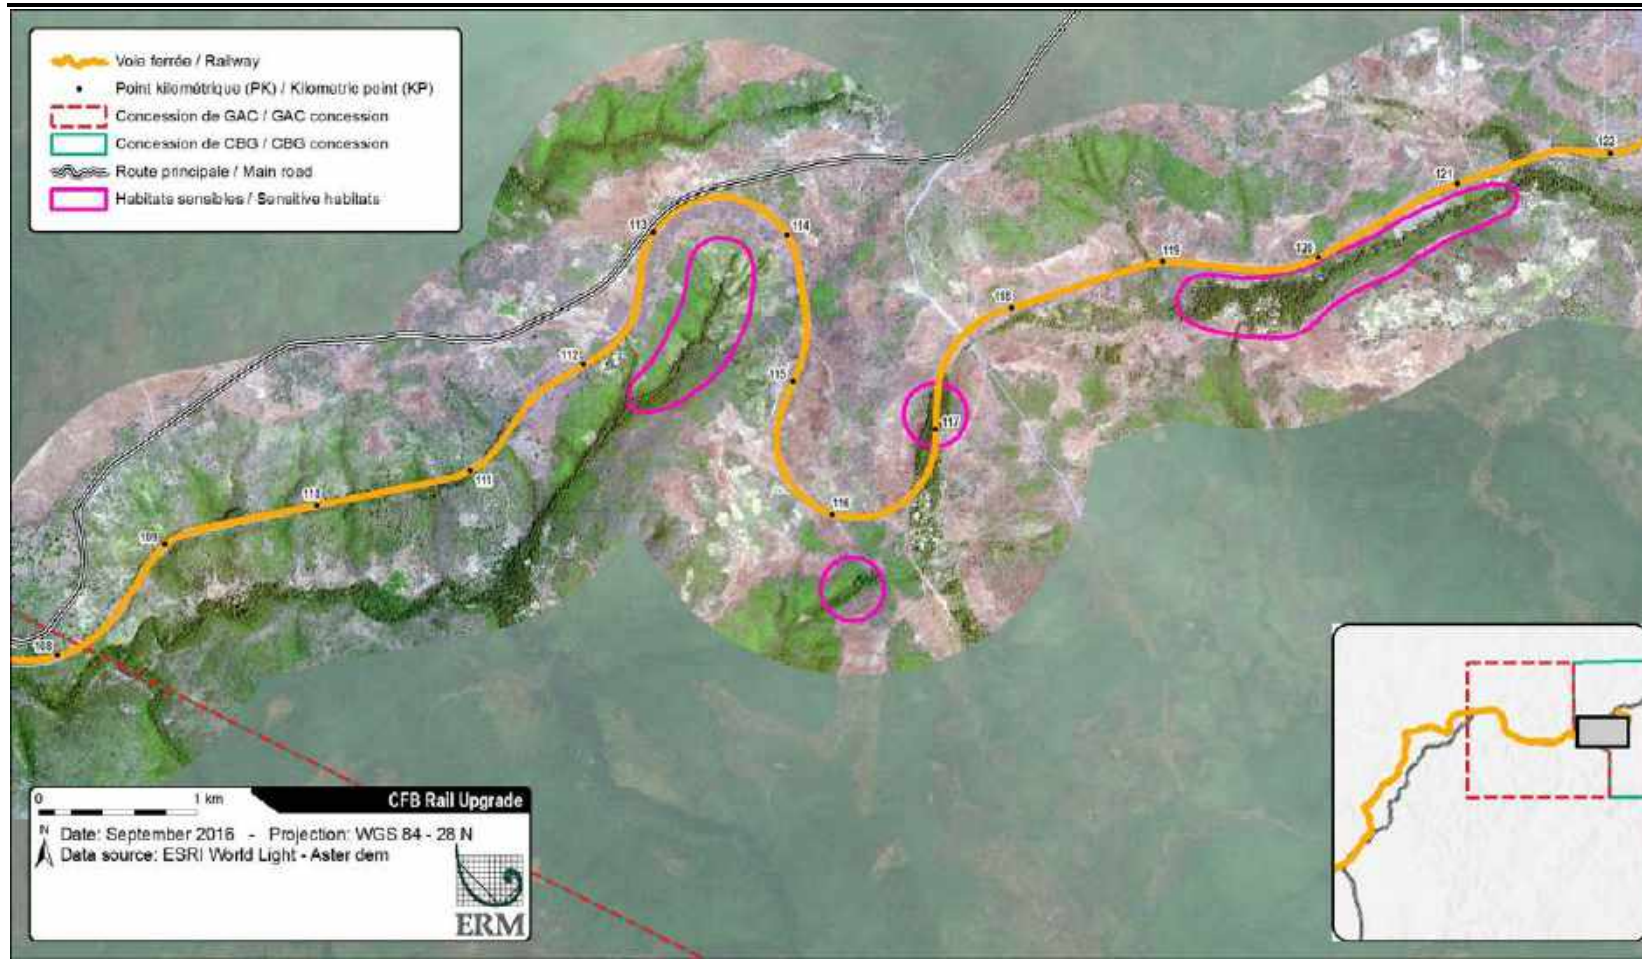 Voie ferrée / Railway
Point kilométrique (PK) / Kilometric point (KP)
Concession de GAC / GAC concession
Concession de CBG / CBG concession
Route principale / Main road
Habitats sensibles / Sensitive habitats
108
109
110
111
112
113
114
115
116
117
118
119
120
121
122
0 1 km
CFB Rail Upgrade
N
Date: September 2016 - Projection: WGS 84 - 28 N
Data source: ESRI World Light - Aster dem
ERM